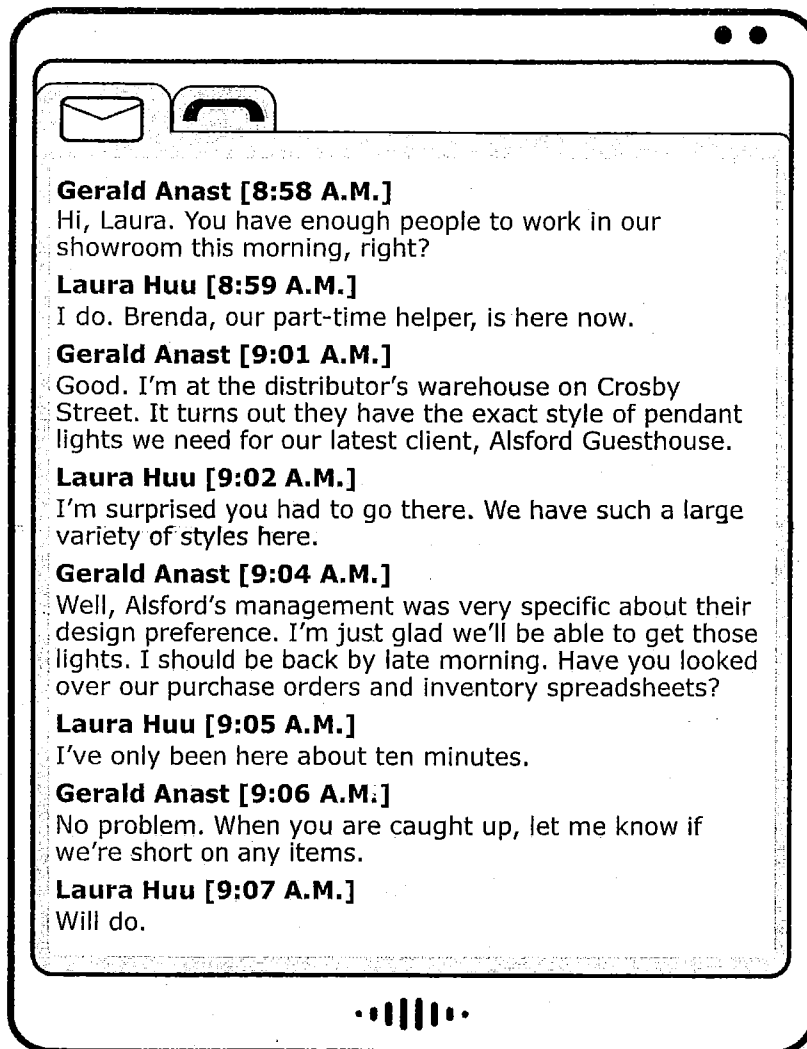 Gerald Anast [8:58 A.M.]
Hi, Laura. You have enough people to work in our
showroom this morning, right?
Laura Huu [8:59 A.M.]
I do. Brenda, our part-time helper, is here now.
Gerald Anast [9:01 A.M.]
Good. I'm at the distributor's warehouse on Crosby
Street. It turns out they have the exact style of pendant
lights we need for our latest client, Alsford Guesthouse.
Laura Huu [9:02 A.M.]
I'm surprised you had to go there. We have such a large
variety of styles here.
Gerald Anast [9:04 A.M.]
Well, Alsford's management was very specific about their
design preference. I'm just glad we'll be able to get those
lights. I should be back by late morning. Have you looked
over our purchase orders and inventory spreadsheets?
Laura Huu [9:05 A.M.]
I've only been here about ten minutes.
Gerald Anast [9:06 A.M.]
No problem. When you are caught up, let me know if
we're short on any items.
Laura Huu [9:07 A.M.]
Will do.